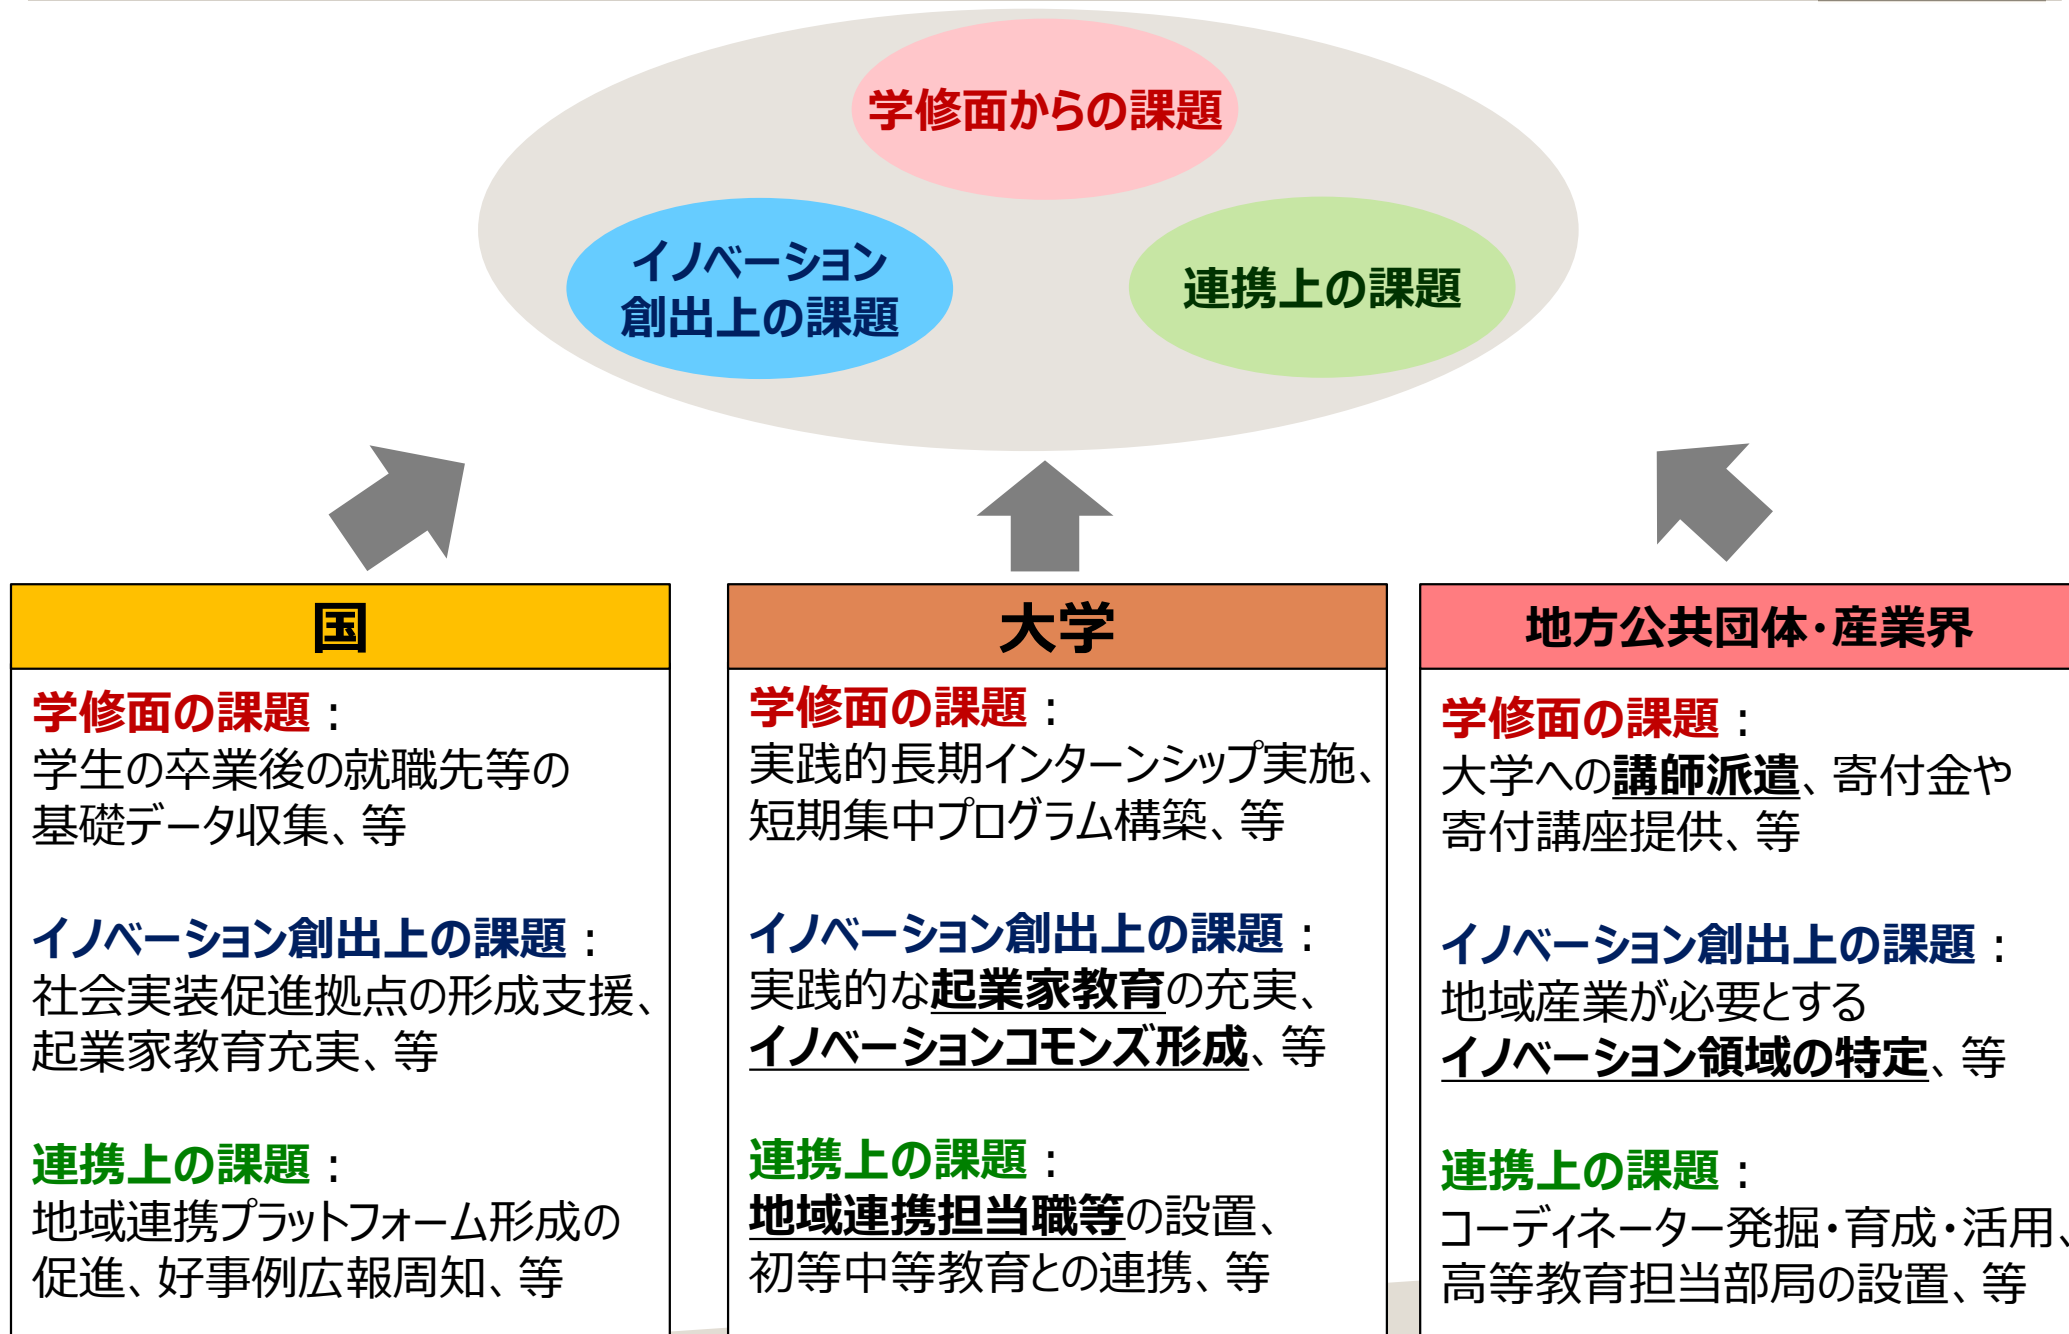 学修面からの課題
イノベーション
創出上の課題
連携上の課題
国
学修面の課題：
学生の卒業後の就職先等の
基礎データ収集、等
イノベーション創出上の課題：
社会実装促進拠点の形成支援、
起業家教育充実、等
連携上の課題：
地域連携プラットフォーム形成の
促進、好事例広報周知、等
大学
学修面の課題：
実践的長期インターンシップ実施、
短期集中プログラム構築、等
イノベーション創出上の課題：
実践的な起業家教育の充実、
イノベーションコモンズ形成、等
連携上の課題：
地域連携担当職等の設置、
初等中等教育との連携、等
地方公共団体・産業界
学修面の課題：
大学への講師派遣、寄付金や
寄付講座提供、等
イノベーション創出上の課題：
地域産業が必要とする
イノベーション領域の特定、等
連携上の課題：
コーディネーター発掘・育成・活用、
高等教育担当部局の設置、等